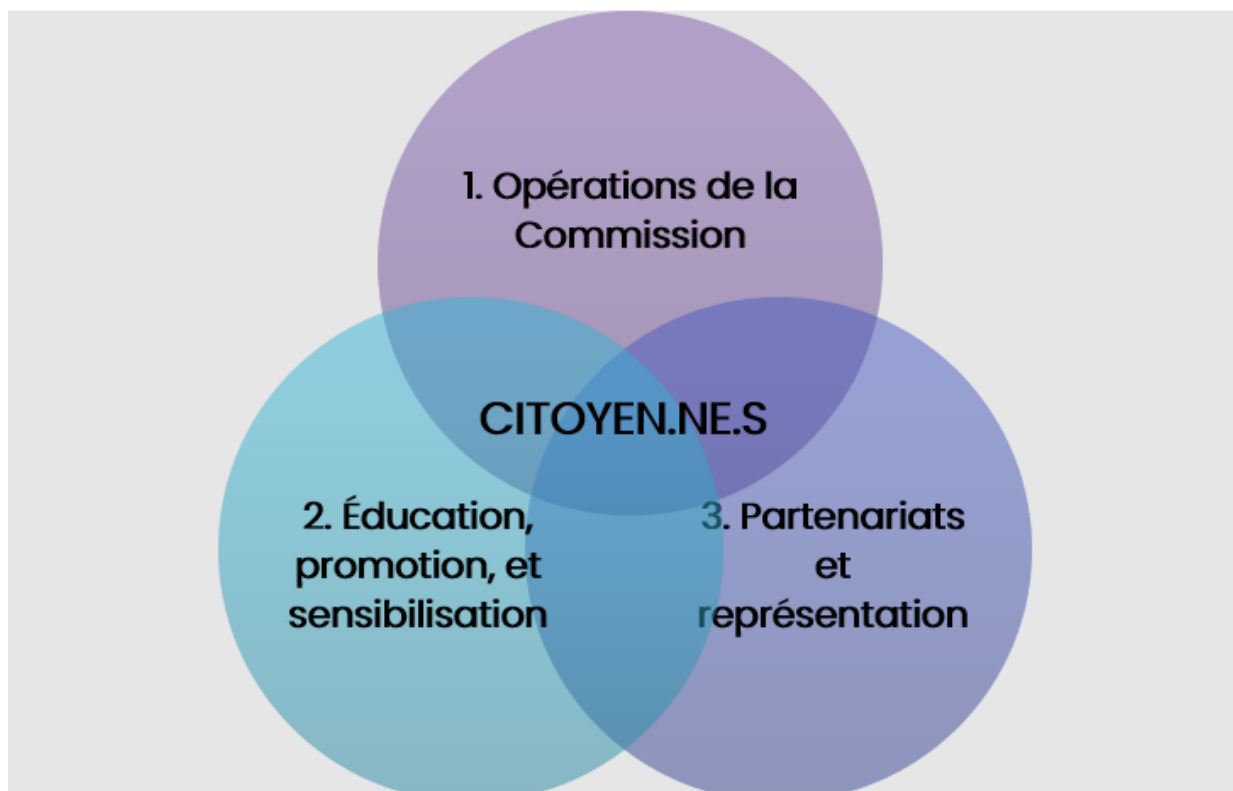 1. Opérations de la
Commission
CITOYEN.NE.S
2. Éducation,
promotion, et
sensibilisation
3. Partenariats
et
représentation